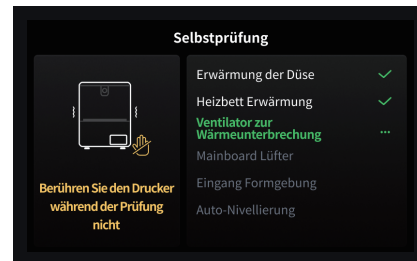 Selbstprüfung
Erwärmung der Düse
Heizbett Erwärmung
Ventilator zur
Wärmeunterbrechung
Mainboard Lüfter
Eingang Formgebung
Auto-Nivellierung
Berühren Sie den Drucker
während der Prüfung
nicht